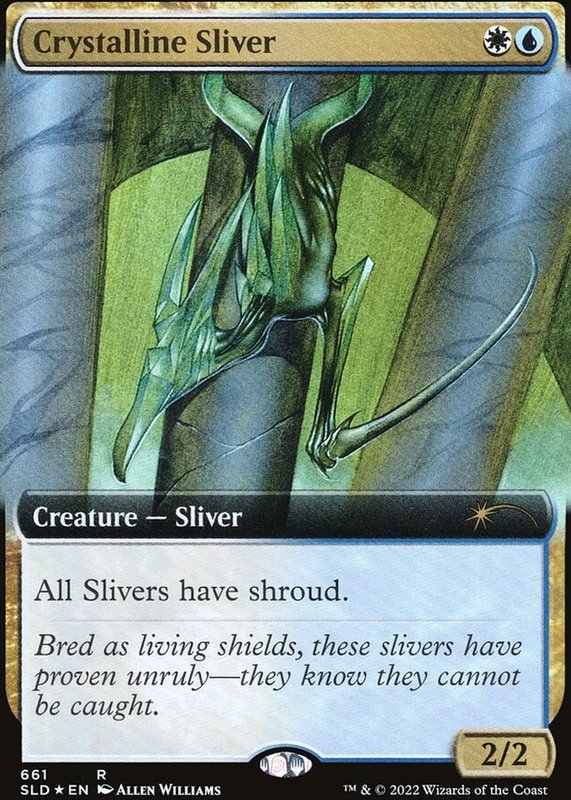 Crystalline Sliver
Creature — Sliver
All Slivers have shroud.
Bred as living shields, these slivers have
proven unruly—they know they cannot
be caught.
2/2
661 R
SLD ★ EN ALLEN WILLIAMS
™ & © 2022 Wizards of the Coast